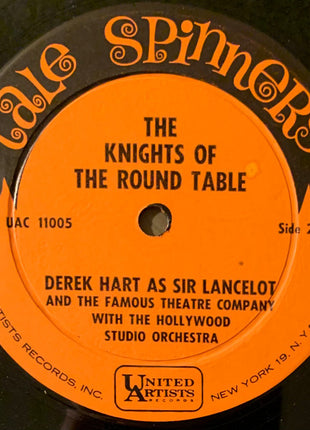 Tale Spinners
THE
KNIGHTS OF
THE ROUND TABLE
UAC 11005
Side 2
DEREK HART AS SIR LANCELOT
AND THE FAMOUS THEATRE COMPANY
WITH THE HOLLYWOOD
STUDIO ORCHESTRA
UNITED
ARTISTS
RECORDS
RTISTS RECORDS, INC.
NEW YORK 19, N. Y.